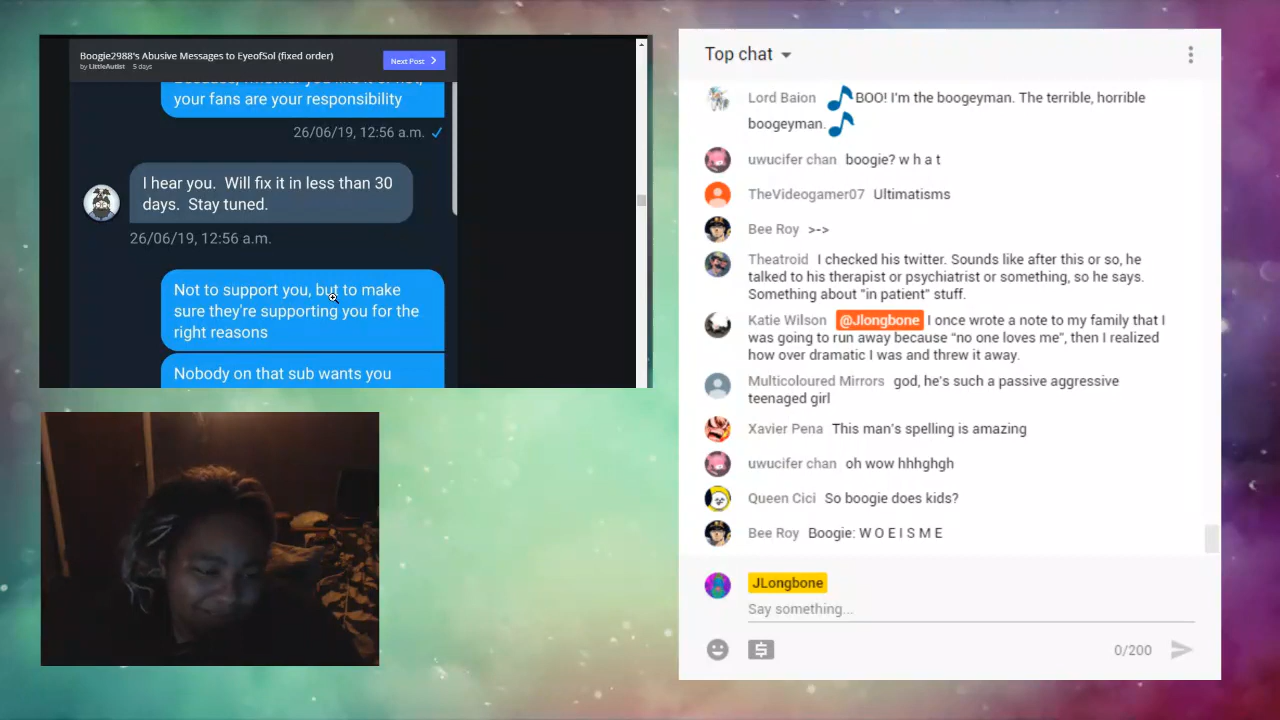 Boogie2988's Abusive Messages to EyeofSol (fixed order)
by LittleAutist 5 days
Next Post
your fans are your responsibility
26/06/19, 12:56 a.m.
I hear you. Will fix it in less than 30
days. Stay tuned.
26/06/19, 12:56 a.m.
Not to support you, but to make
sure they're supporting you for the
right reasons
Nobody on that sub wants you
Top chat
Lord Baion BOO! I'm the boogeyman. The terrible, horrible
boogeyman.
uwucifer chan boogie? w h a t
TheVideogamer07 Ultimatisms
Bee Roy >->
Theatroid I checked his twitter. Sounds like after this or so, he
talked to his therapist or psychiatrist or something, so he says.
Something about "in patient" stuff.
Katie Wilson @Jlongbone I once wrote a note to my family that I
was going to run away because “no one loves me”, then I realized
how over dramatic I was and threw it away.
Multicoloured Mirrors god, he's such a passive aggressive
teenaged girl
Xavier Pena This man's spelling is amazing
uwucifer chan oh wow hhhghgh
Queen Cici So boogie does kids?
Bee Roy Boogie: W O E I S M E
JLongbone
Say something...
0/200